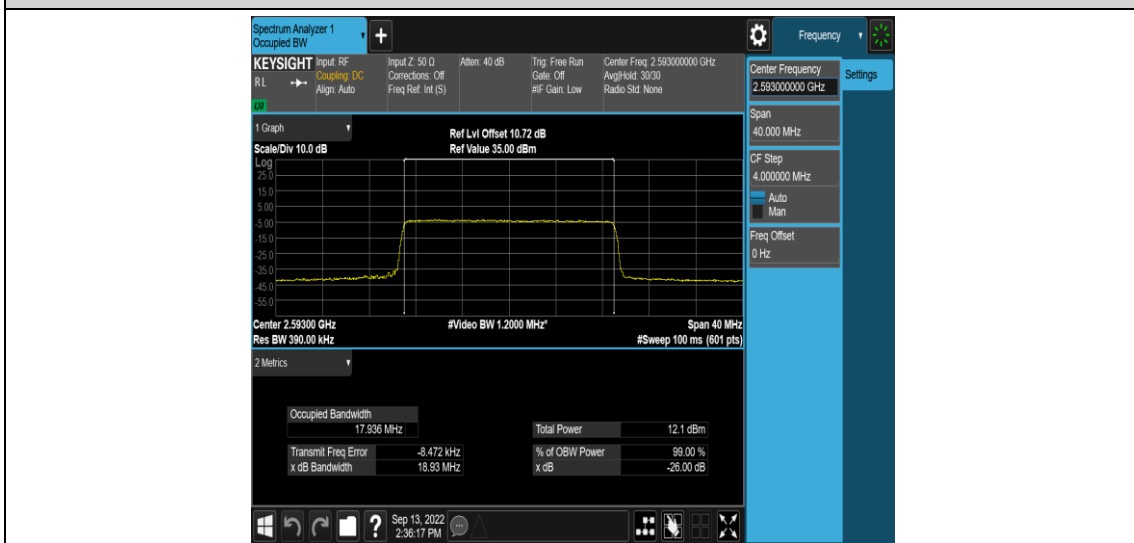 Spectrum Analyzer 1
Occupied BW
+
Frequency
KEYSIGHT
RL
Input: RF
Coupling: DC
Align: Auto
Input Z: 50 Ω
Corrections: Off
Freq Ref: Int (S)
Atten: 40 dB
Trig: Free Run
Gate: Off
#IF Gain: Low
Center Freq: 2.593000000 GHz
Avg|Hold: 30/30
Radio Std: None
Center Frequency
2.593000000 GHz
Settings
Span
40.000 MHz
CF Step
4.000000 MHz
Auto
Man
Freq Offset
0 Hz
1 Graph
Scale/Div 10.0 dB
Ref Lvl Offset 10.72 dB
Ref Value 35.00 dBm
Log
25.0
15.0
5.00
-5.00
-15.0
-25.0
-35.0
-45.0
-55.0
Center 2.59300 GHz
#Video BW 1.2000 MHz*
Span 40 MHz
Res BW 390.00 kHz
#Sweep 100 ms (601 pts)
2 Metrics
Occupied Bandwidth
17.936 MHz
Total Power 12.1 dBm
Transmit Freq Error -8.472 kHz
% of OBW Power 99.00 %
x dB Bandwidth 18.93 MHz
x dB -26.00 dB
?
Sep 13, 2022
2:36:17 PM